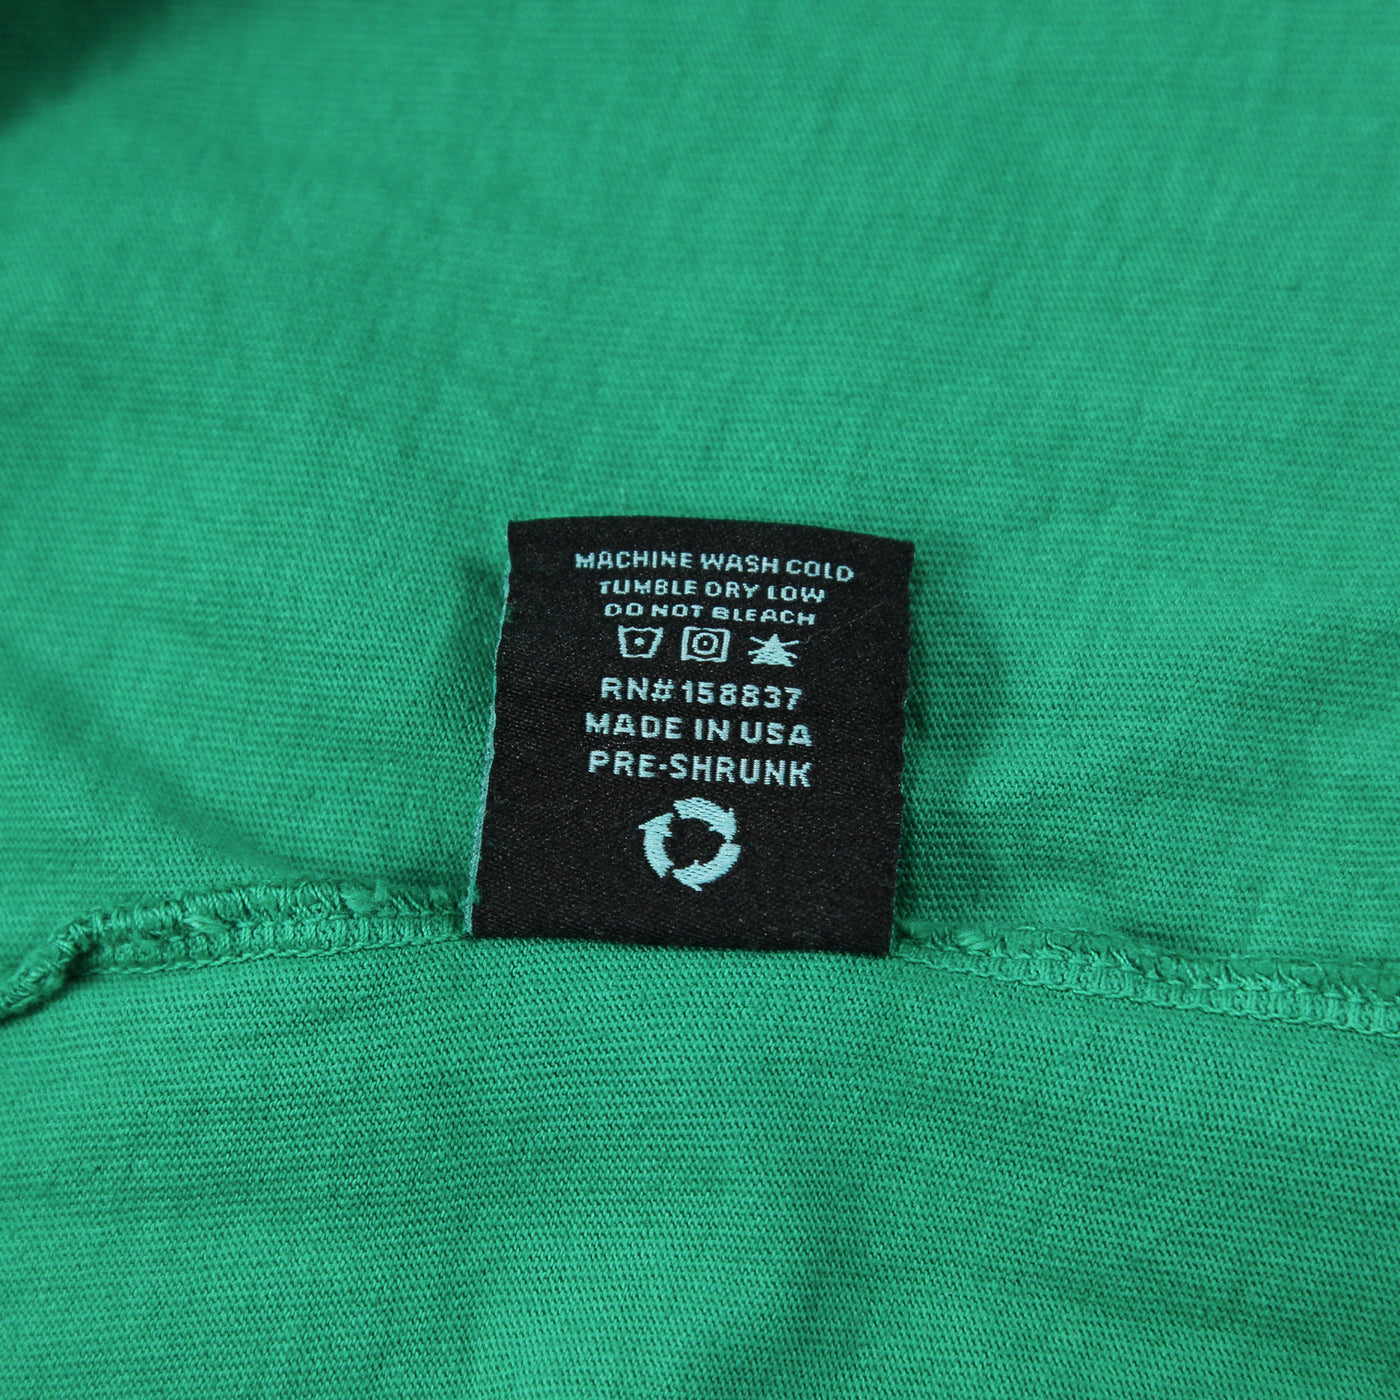 MACHINE WASH COLD
TUMBLE DRY LOW
DO NOT BLEACH
RN# 158837
MADE IN USA
PRE-SHRUNK